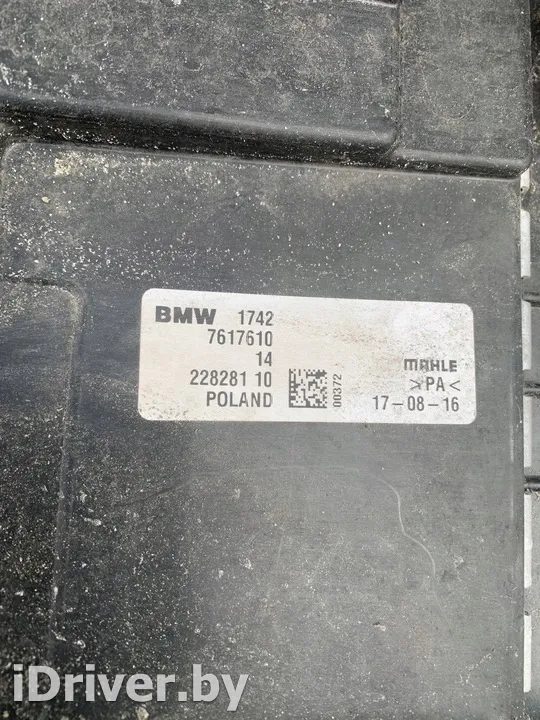 BMW 1742
7617610
14
228281 10
POLAND
00372
MAHLE
>PA<
17-08-16
iDriver.by